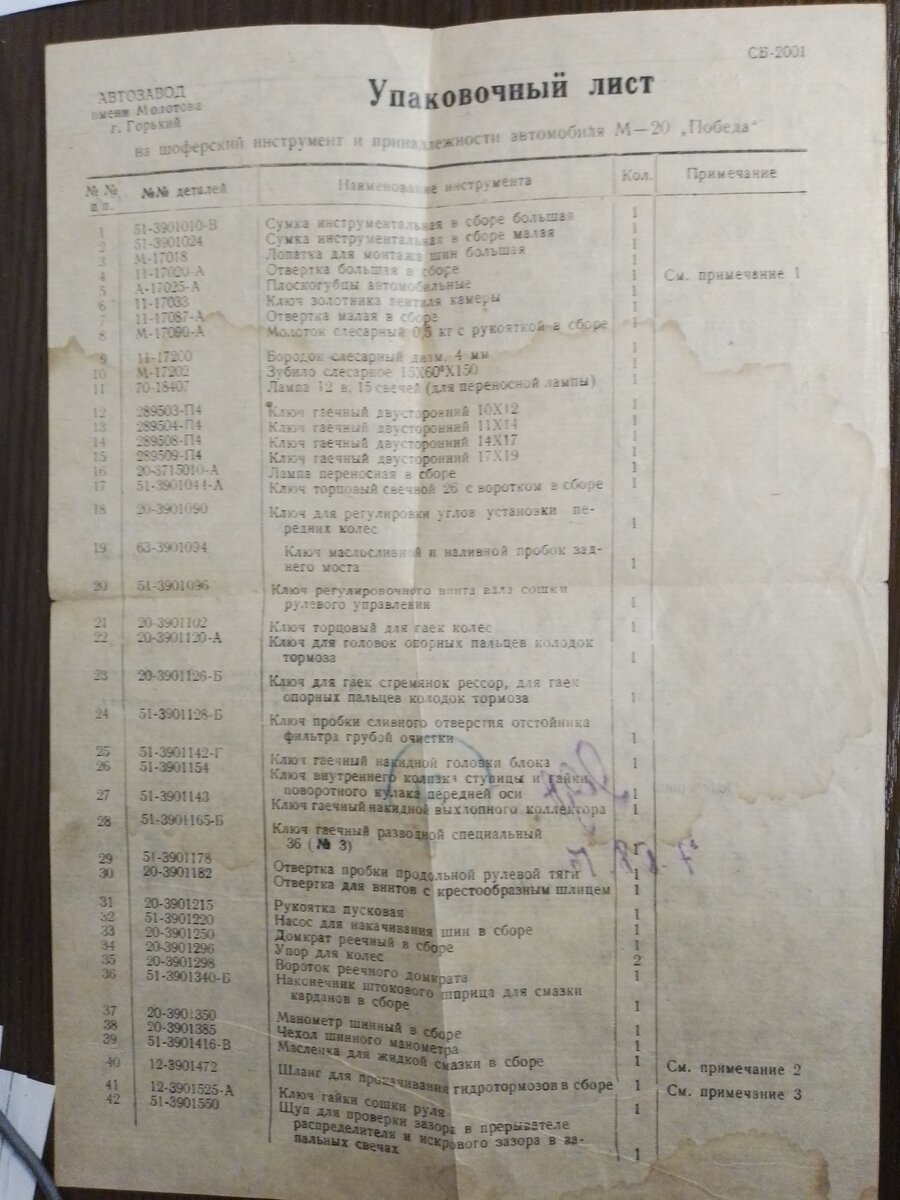 СБ-2001
АВТОЗАВОД
имени Молотова
г. Горький
Упаковочный лист
на шоферский инструмент и принадлежности автомобиля М—20 „Победа“
№ № п п. №№ деталей Наименование инструмента Кол. Примечание
1 51-3901010-В Сумка инструментальная в сборе большая 1
2 51-3901024 Сумка инструментальная в сборе малая 1
3 М-17018 Лопатка для монтажа шин большая 1
4 11-17020-А Отвертка большая в сборе 1 См. примечание 1
5 А-17025-А Плоскогубцы автомобильные 1
6 11-17033 Ключ золотника вентиля камеры 1
7 11-17087-А Отвертка малая в сборе 1
8 М-17090-А Молоток слесарный 0,5 кг с рукояткой в сборе 1
9 11-17200 Бородок слесарный диам. 4 мм 1
10 М-17202 Зубило слесарное 15X60°X150 1
11 70-18407 Лампа 12 в. 15 свечей (для переносной лампы) 1
12 289503-П4 Ключ гаечный двусторонний 10X12 1
13 289504-П4 Ключ гаечный двусторонний 11X14 1
14 289508-П4 Ключ гаечный двусторонний 14X17 1
15 289509-П4 Ключ гаечный двусторонний 17X19 1
16 20-3715010-А Лампа переносная в сборе 1
17 51-3901044-А Ключ торцовый свечной 26 с воротком в сборе 1
18 20-3901090 Ключ для регулировки углов установки пе-
редних колес 1
19 63-3901094 Ключ маслосливной и наливной пробок зад-
него моста 1
20 51-3901096 Ключ регулировочного винта вала сошки
рулевого управления 1
21 20-3901102 Ключ торцовый для гаек колес 1
22 20-3901120-А Ключ для головок опорных пальцев колодок
тормоза 1
23 20-3901126-Б Ключ для гаек стремянок рессор, для гаек
опорных пальцев колодок тормоза 1
24 51-3901128-Б Ключ пробки сливного отверстия отстойника
фильтра грубой очистки 1
25 51-3901142-Г Ключ гаечный накидной головки блока 1
26 51-3901154 Ключ внутреннего колпака ступицы и гайки
поворотного кулака передней оси 1
27 51-3901143 Ключ гаечный накидной выхлопного коллектора 1
28 51-3901165-Б Ключ гаечный разводной специальный
36 (№ 3) 1
29 51-3901178 Отвертка пробки продольной рулевой тяги 1
30 20-3901182 Отвертка для винтов с крестообразным шлицем 1
31 20-3901215 Рукоятка пусковая 1
32 51-3901220 Насос для накачивания шин в сборе 1
33 20-3901250 Домкрат реечный в сборе 1
34 20-3901296 Упор для колес 2
35 20-3901298 Вороток реечного домкрата 1
36 51-3901340-Б Наконечник штокового шприца для смазки
карданов в сборе 1
37 20-3901350 Манометр шинный в сборе 1
38 20-3901385 Чехол шинного манометра 1
39 51-3901416-В Масленка для жидкой смазки в сборе 1 См. примечание 2
40 12-3901472 Шланг для прокачивания гидротормозов в сборе 1 См. примечание 3
41 12-3901525-А Ключ гайки сошки руля 1
42 51-3901550 Щуп для проверки зазора в прерывателе
распределителя и искрового зазора в за-
пальных свечах 1